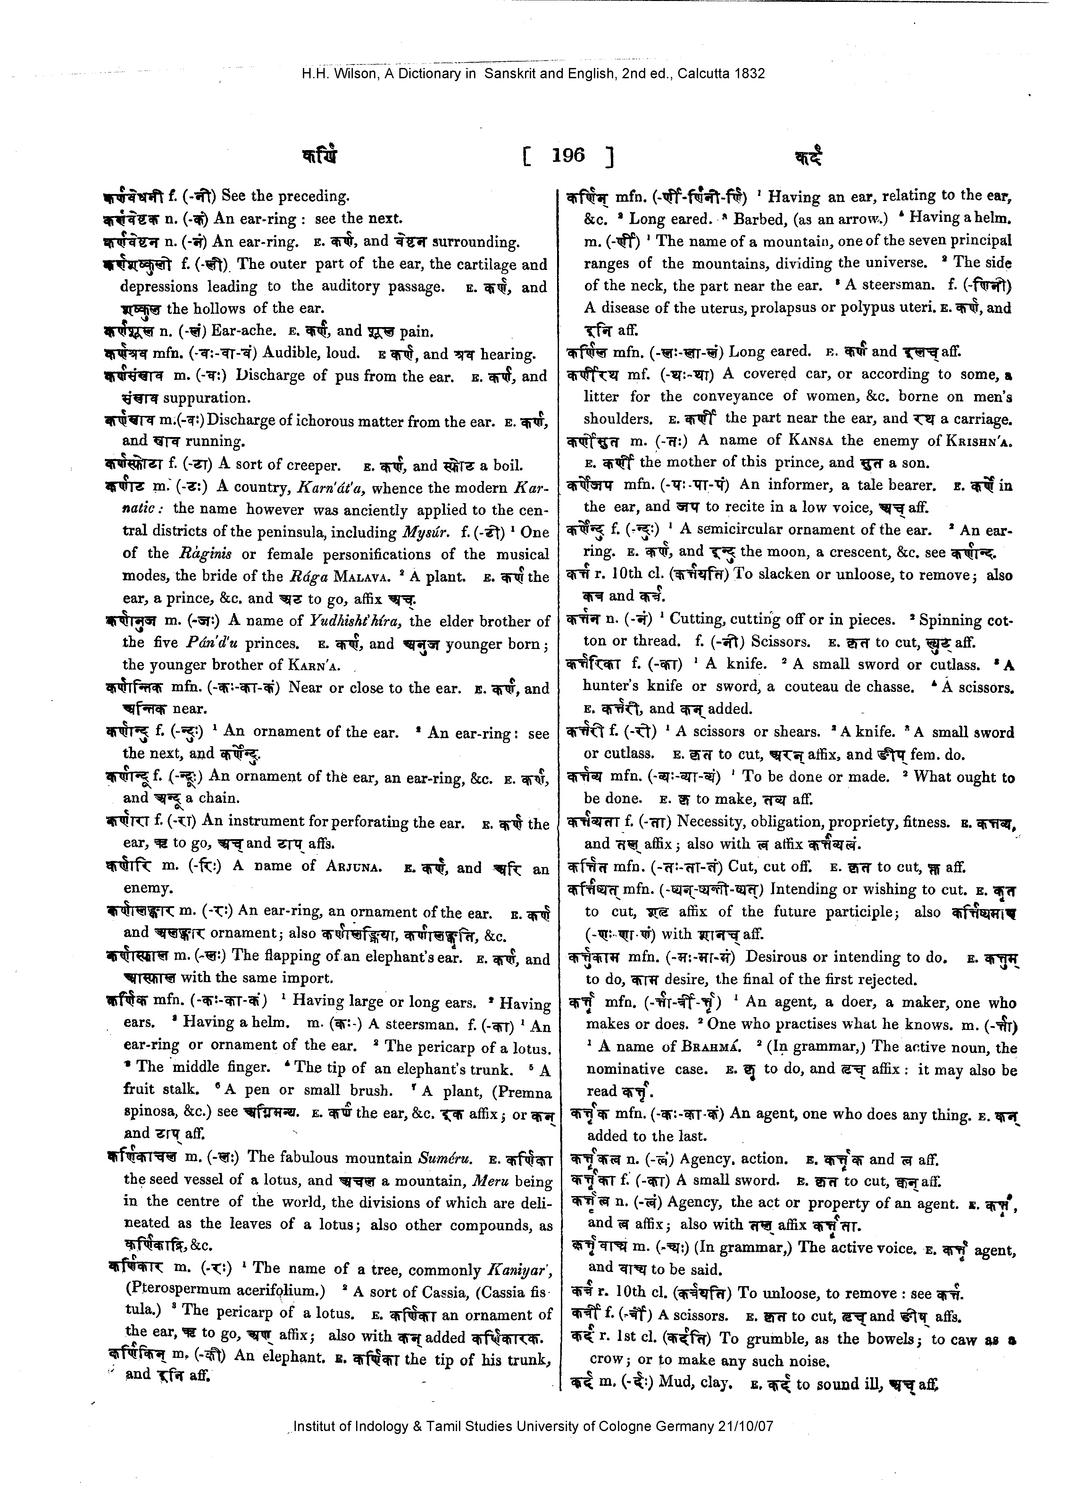 H.H. Wilson, A Dictionary in Sanskrit and English, 2nd ed., Calcutta 1832
कर्णि [ 196 ] कर्द
कर्णवेधनी f. (-नी) See the preceding.
कर्णवेष्टक n. (-कं) An ear-ring : see the next.
कर्णवेष्टन n. (-नं) An ear-ring. E. कर्ण, and वेष्टन surrounding.
कर्णशष्कुली f. (-ली) The outer part of the ear, the cartilage and
depressions leading to the auditory passage. E. कर्ण, and
शष्कुल the hollows of the ear.
कर्णशूल n. (-लं) Ear-ache. E. कर्ण, and शूल pain.
कर्णश्रव mfn. (-वः-वा-वं) Audible, loud. E कर्ण, and श्रव hearing.
कर्णसंस्राव m. (-वः) Discharge of pus from the ear. E. कर्ण, and
संस्राव suppuration.
कर्णस्राव m.(-वः) Discharge of ichorous matter from the ear. E. कर्ण,
and स्राव running.
कर्णस्फोटा f. (-टा) A sort of creeper. E. कर्ण, and स्फोट a boil.
कर्णाट m. (-टः) A country, Karn'át'a, whence the modern Kar-
natic : the name however was anciently applied to the cen-
tral districts of the peninsula, including Mysúr. f. (-टी) ¹ One
of the Ráginis or female personifications of the musical
modes, the bride of the Rága MALAVA. ² A plant. E. कर्ण the
ear, a prince, &c. and अट to go, affix अच्.
कर्णानुज m. (-जः) A name of Yudhisht'hira, the elder brother of
the five Pán'd'u princes. E. कर्ण, and अनुज younger born ;
the younger brother of KARN'A.
कर्णान्तिक mfn. (-कः-का-कं) Near or close to the ear. E. कर्ण, and
अन्तिक near.
कर्णान्दु f. (-न्दुः) ¹ An ornament of the ear. ² An ear-ring : see
the next, and कर्णेन्दु.
कर्णान्दू f. (-न्दूः) An ornament of the ear, an ear-ring, &c. E. कर्ण,
and अन्दू a chain.
कर्णारा f. (-रा) An instrument for perforating the ear. E. कर्ण the
ear, ऋ to go, अच् and टाप् affs.
कर्णारि m. (-रिः) A name of ARJUNA. E. कर्ण, and अरि an
enemy.
कर्णालङ्कार m. (-रः) An ear-ring, an ornament of the ear. E. कर्ण
and अलङ्कार ornament; also कर्णालङ्क्रिया, कर्णालङ्कृति, &c.
कर्णास्फाल m. (-लः) The flapping of an elephant's ear. E. कर्ण, and
आस्फाल with the same import.
कर्णिक mfn. (-कः-का-कं) ¹ Having large or long ears. ² Having
ears. ³ Having a helm. m. (कः-) A steersman. f. (-का) ¹ An
ear-ring or ornament of the ear. ² The pericarp of a lotus.
³ The middle finger. ⁴ The tip of an elephant's trunk. ⁵ A
fruit stalk. ⁶ A pen or small brush. ⁷ A plant, (Premna
spinosa, &c.) see अग्निमन्थ. E. कर्ण the ear, &c. इक affix ; or कन्
and टाप् aff.
कर्णिकाचल m. (-लः) The fabulous mountain Suméru. E. कर्णिका
the seed vessel of a lotus, and अचल a mountain, Meru being
in the centre of the world, the divisions of which are deli-
neated as the leaves of a lotus; also other compounds, as
कर्णिकाद्रि, &c.
कर्णिकार m. (-रः) ¹ The name of a tree, commonly Kaniyar',
(Pterospermum acerifolium.) ² A sort of Cassia, (Cassia fis-
tula.) ³ The pericarp of a lotus. E. कर्णिका an ornament of
the ear, ऋ to go, अण् affix ; also with कन् added कर्णिकारक.
कर्णिकिन् m. (-की) An elephant. E. कर्णिका the tip of his trunk,
and इनि aff.
कर्णिन् mfn. (-र्णी-र्णिनी-र्णि) ¹ Having an ear, relating to the ear,
&c. ² Long eared. ³ Barbed, (as an arrow.) ⁴ Having a helm.
m. (-र्णी) ¹ The name of a mountain, one of the seven principal
ranges of the mountains, dividing the universe. ² The side
of the neck, the part near the ear. ³ A steersman. f. (-णिनी)
A disease of the uterus, prolapsus or polypus uteri. E. कर्ण, and
इनि aff.
कर्णिल mfn. (-लः-ला-लं) Long eared. E. कर्ण and इलच् aff.
कर्णीरथ mf. (-थः-था) A covered car, or according to some, a
litter for the conveyance of women, &c. borne on men's
shoulders. E. कर्णी the part near the ear, and रथ a carriage.
कर्णीसुत m. (-तः) A name of KANSA the enemy of KRISHN'A.
E. कर्णी the mother of this prince, and सुत a son.
कर्णेजप mfn. (-पः-पा-पं) An informer, a tale bearer. E. कर्णे in
the ear, and जप to recite in a low voice, अच् aff.
कर्णेन्दु f. (-न्दुः) ¹ A semicircular ornament of the ear. ² An ear-
ring. E. कर्ण, and इन्दु the moon, a crescent, &c. see कर्णान्दु.
कर्त्त r. 10th cl. (कर्त्तयति) To slacken or unloose, to remove ; also
कत्र and कर्त्र.
कर्त्तन n. (-नं) ¹ Cutting, cutting off or in pieces. ² Spinning cot-
ton or thread. f. (-नी) Scissors. E. कृत to cut, ल्युट् aff.
कर्त्तरिका f. (-का) ¹ A knife. ² A small sword or cutlass. ³ A
hunter's knife or sword, a couteau de chasse. ⁴ A scissors.
E. कर्त्तरी, and कन् added.
कर्त्तरी f. (-री) ¹ A scissors or shears. ² A knife. ³ A small sword
or cutlass. E. कृत to cut, अरन् affix, and ङीप् fem. do.
कर्त्तव्य mfn. (-व्यः-व्या-व्यं) ¹ To be done or made. ² What ought to
be done. E. कृ to make, तव्य aff.
कर्त्तव्यता f. (-ता) Necessity, obligation, propriety, fitness. E. कर्त्तव्य,
and तल् affix ; also with त्व affix कर्त्तव्यत्वं.
कर्त्तित mfn. (-तः-ता-तं) Cut, cut off. E. कृत to cut, क्त aff.
कर्त्तिष्यत् mfn. (-ष्यन्-ष्यन्ती-ष्यत्) Intending or wishing to cut. E. कृत
to cut, शतृ affix of the future participle; also कर्त्तिष्यमाण
(-णः-णा-णं) with शानच् aff.
कर्त्तुकाम mfn. (-मः-मा-मं) Desirous or intending to do. E. कर्त्तुम्
to do, काम desire, the final of the first rejected.
कर्त्तृ mfn. (-र्त्ता-र्त्री-र्त्तृ) ¹ An agent, a doer, a maker, one who
makes or does. ² One who practises what he knows. m. (-र्त्ता)
¹ A name of BRAHMÁ. ² (In grammar,) The active noun, the
nominative case. E. कृ to do, and तृच् affix : it may also be
read कर्तृ.
कर्त्तृक mfn. (-कः-का-कं) An agent, one who does any thing. E. कन्
added to the last.
कर्त्तृकत्व n. (-त्वं) Agency, action. E. कर्त्तृक and त्व aff.
कर्त्तृका f. (-का) A small sword. E. कृत to cut, कन् aff.
कर्त्तृत्व n. (-त्वं) Agency, the act or property of an agent. E. कर्त्तृ,
and त्व affix ; also with तल् affix कर्त्तृता.
कर्त्तृवाच्य m. (-च्यः) (In grammar,) The active voice. E. कर्त्तृ agent,
and वाच्य to be said.
कर्त्र r. 10th cl. (कर्त्रयति) To unloose, to remove : see कर्त्त.
कर्त्री f. (-र्त्री) A scissors. E. कृत to cut, तृच् and ङीप् affs.
कर्द r. 1st cl. (कर्दति) To grumble, as the bowels; to caw as a
crow; or to make any such noise.
कर्द m. (-र्दः) Mud, clay. E. कर्द to sound ill, अच् aff.
Institut of Indology & Tamil Studies University of Cologne Germany 21/10/07